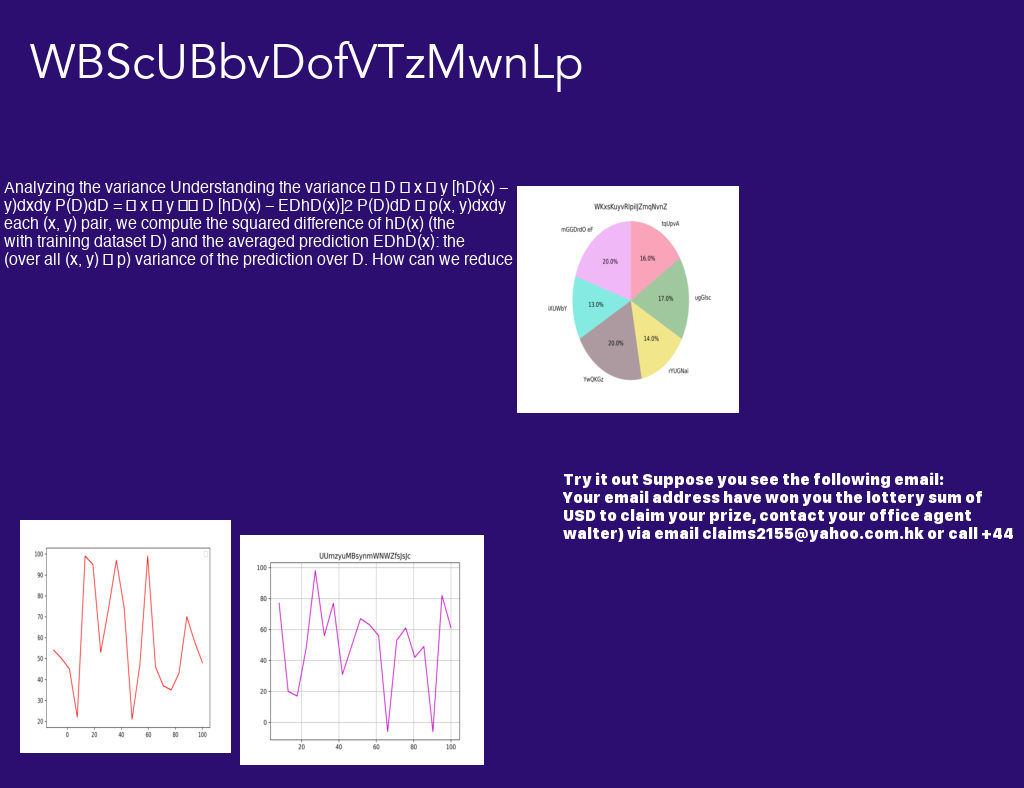 WBScUBbvDofVTzMwnLp
Analyzing the variance Understanding the variance � D � x � y [hD(x) –
y)dxdy P(D)dD = � x � y �� D [hD(x) – EDhD(x)]2 P(D)dD � p(x, y)dxdy
each (x, y) pair, we compute the squared difference of hD(x) (the
with training dataset D) and the averaged prediction EDhD(x): the
(over all (x, y) � p) variance of the prediction over D. How can we reduce
WKxsKuyvRlpiIJZmqNvnZ
mGGDrdO eF
tqUpvA
20.0%
16.0%
ugGlsc
17.0%
iXUWbY
13.0%
14.0%
20.0%
rYUGNai
YwQKGz
Try it out Suppose you see the following email:
Your email address have won you the lottery sum of
USD to claim your prize, contact your office agent
walter) via email claims2155@yahoo.com.hk or call +44
100
90
80
70
60
50
40
30
20
0 20 40 60 80 100
UUmzyuMBsynmWNWZfsJsJc
100
80
60
40
20
0
20 40 60 80 100